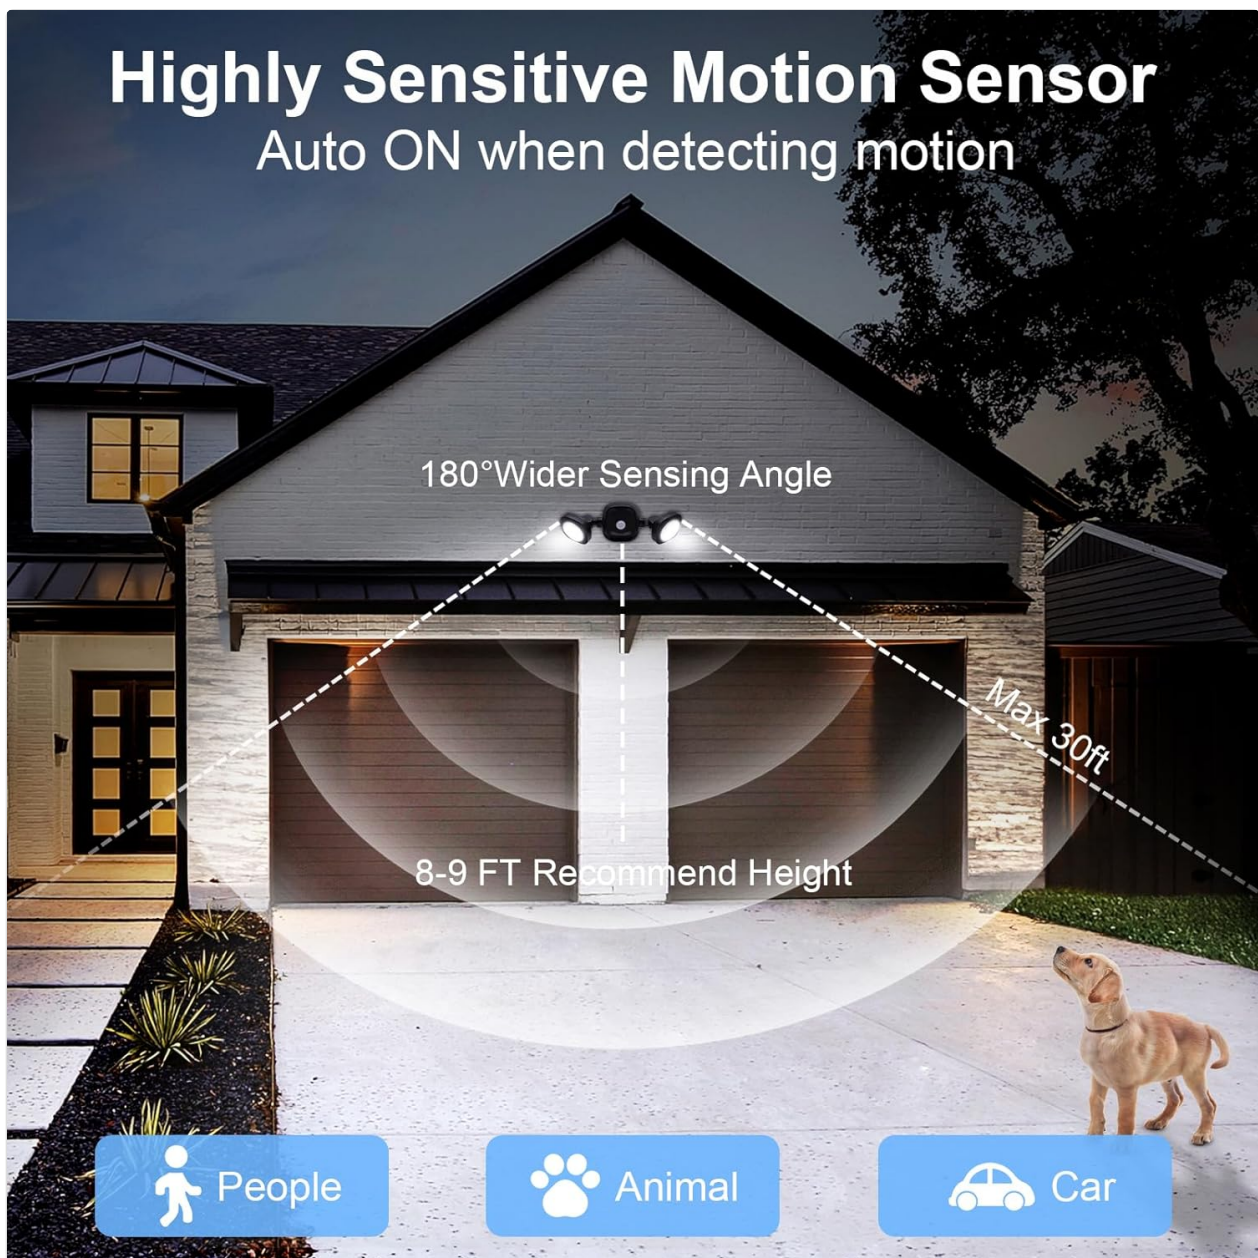 Highly Sensitive Motion Sensor
Auto ON when detecting motion
180°Wider Sensing Angle
Max 30ft
8-9 FT Recommend Height
People
Animal
Car